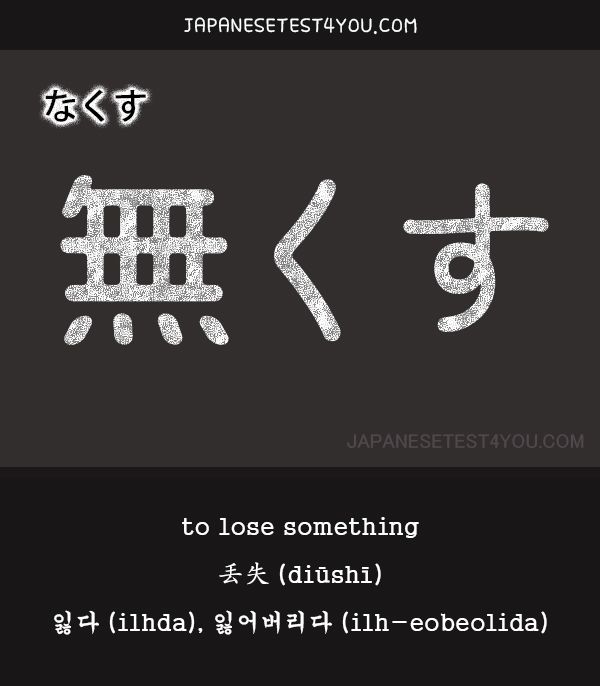 JAPANESETEST4YOU.COM
なくす
無くす
JAPANESETEST4YOU.COM
to lose something
丢失 (diūshī)
잃다 (ilhda), 잃어버리다 (ilh-eobeolida)